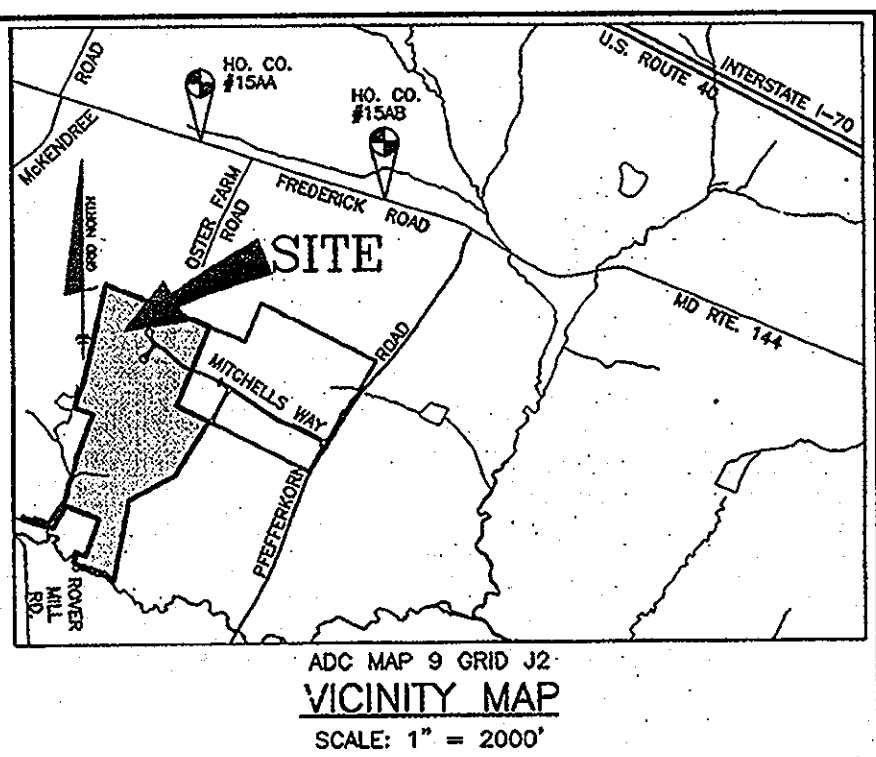 HO. CO.
#15AA
HO. CO.
#15AB
U.S. ROUTE 40
INTERSTATE I-70
McKENDREE
ROAD
FREDERICK
ROAD
OSTER FARM
ROAD
GRID NORTH
SITE
MD RTE. 144
MITCHELLS WAY
PFEFFERKORN
ROAD
ROVER
MILL
RD.
ADC MAP 9 GRID J2
VICINITY MAP
SCALE: 1" = 2000'